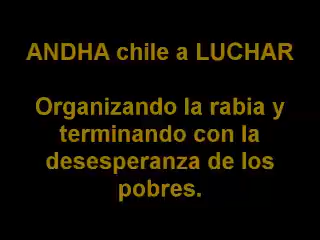 ANDHA chile a LUCHAR
Organizando la rabia y
terminando con la
desesperanza de los
pobres.